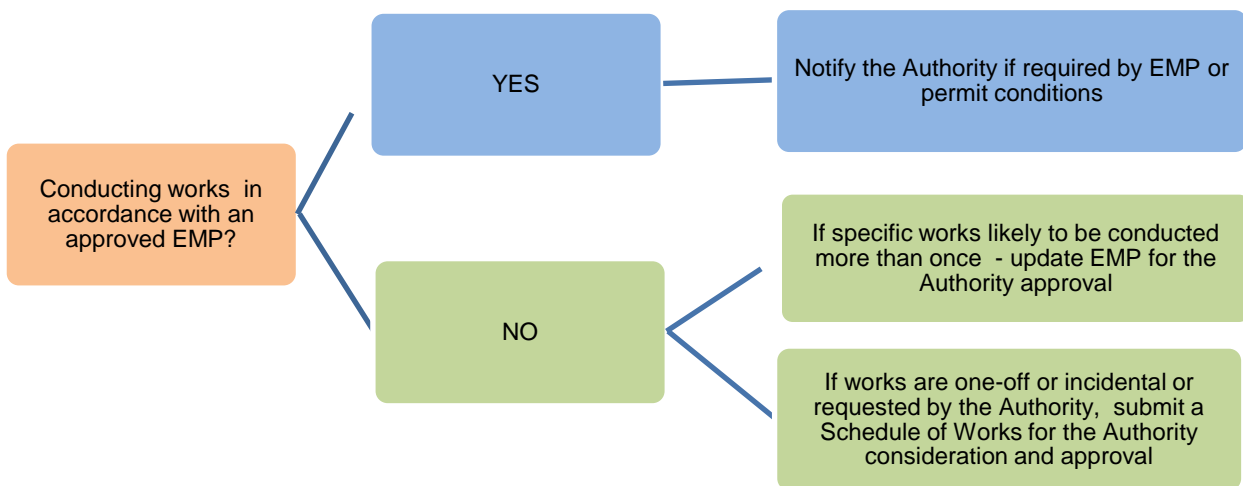 Conducting works in
accordance with an
approved EMP?
YES
Notify the Authority if required by EMP or
permit conditions
NO
If specific works likely to be conducted
more than once - update EMP for the
Authority approval
If works are one-off or incidental or
requested by the Authority, submit a
Schedule of Works for the Authority
consideration and approval